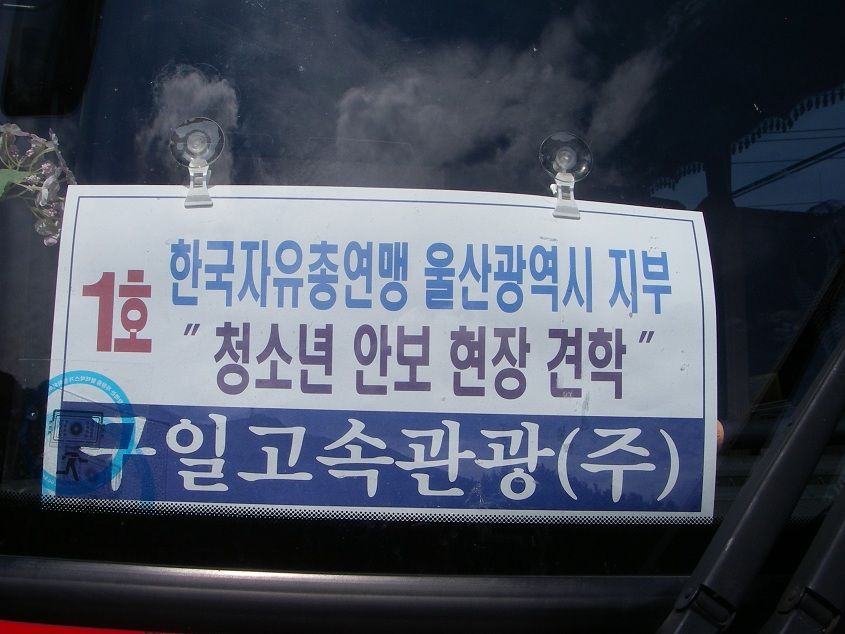 1호
한국자유총연맹 울산광역시 지부
" 청소년 안보 현장 견학 "
구일고속관광(주)